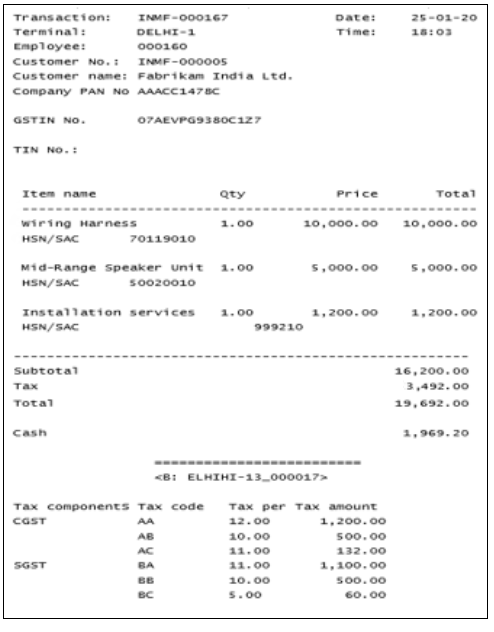 Transaction: INMF-000167 Date: 25-01-20
Terminal: DELHI-1 Time: 18:03
Employee: 000160
Customer No.: INMF-000005
Customer name: Fabrikam India Ltd.
Company PAN No AAACC1478C
GSTIN No. 07AEVPG9380C1Z7
TIN No.:
Item name Qty Price Total
Wiring Harness 1.00 10,000.00 10,000.00
HSN/SAC 70119010
Mid-Range Speaker Unit 1.00 5,000.00 5,000.00
HSN/SAC 50020010
Installation services 1.00 1,200.00 1,200.00
HSN/SAC 999210
Subtotal 16,200.00
Tax 3,492.00
Total 19,692.00
Cash 1,969.20
<B: ELHIHI-13_000017>
Tax components Tax code Tax per Tax amount
CGST AA 12.00 1,200.00
AB 10.00 500.00
AC 11.00 132.00
SGST BA 11.00 1,100.00
BB 10.00 500.00
BC 5.00 60.00